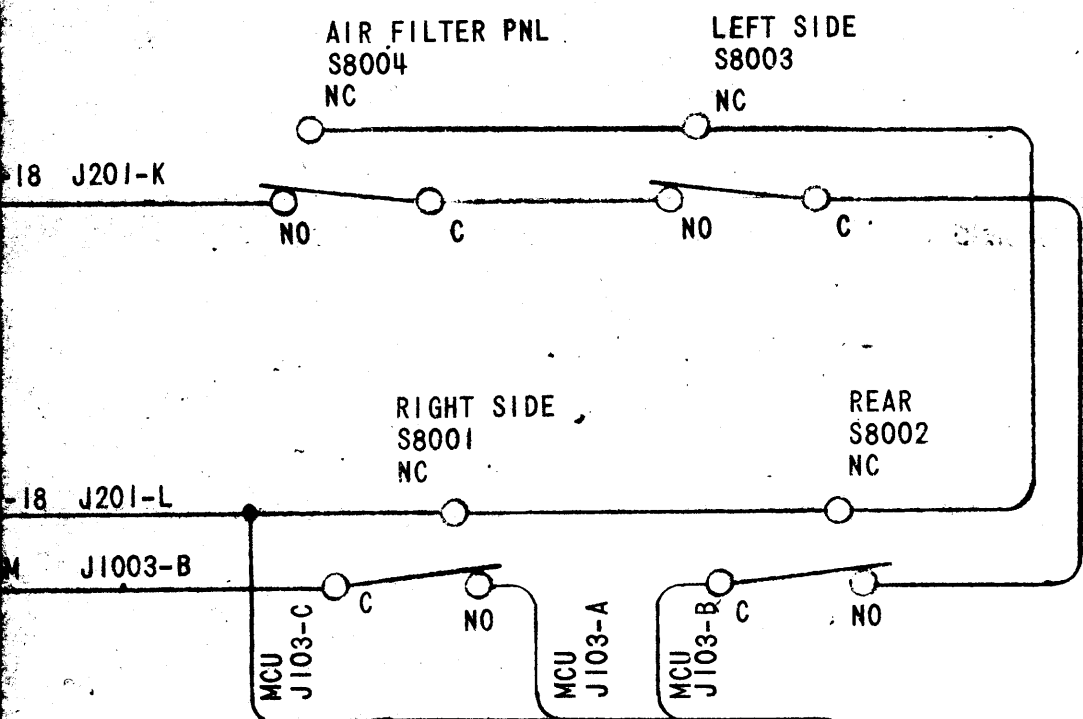 AIR FILTER PNL
S8004
NC
LEFT SIDE
S8003
NC
-18 J201-K
NO
C
NO
C
RIGHT SIDE
S8001
NC
REAR
S8002
NC
-18 J201-L
M J1003-B
C
NO
C
NO
MCU
J103-C
MCU
J103-A
MCU
J103-B